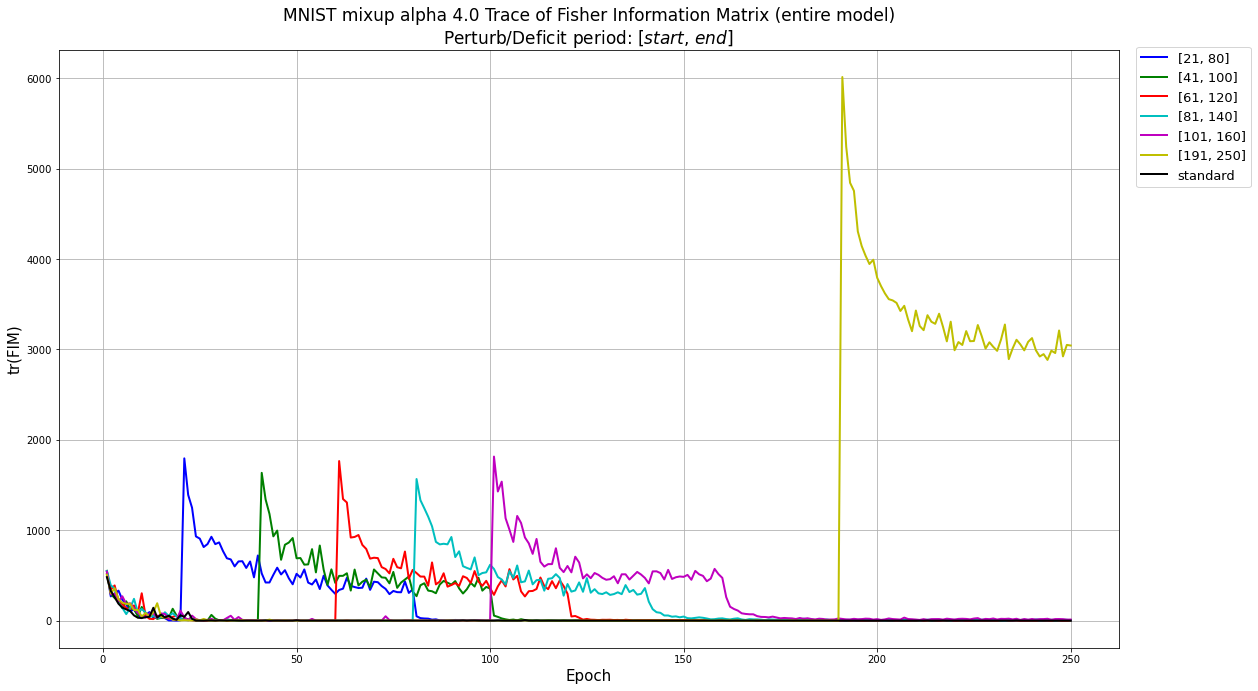 MNIST mixup alpha 4.0 Trace of Fisher Information Matrix (entire model)
Perturb/Deficit period: [start, end]
[21, 80]
[41, 100]
[61, 120]
[81, 140]
[101, 160]
[191, 250]
standard
tr(FIM)
6000
5000
4000
3000
2000
1000
0
0 50 100 150 200 250
Epoch